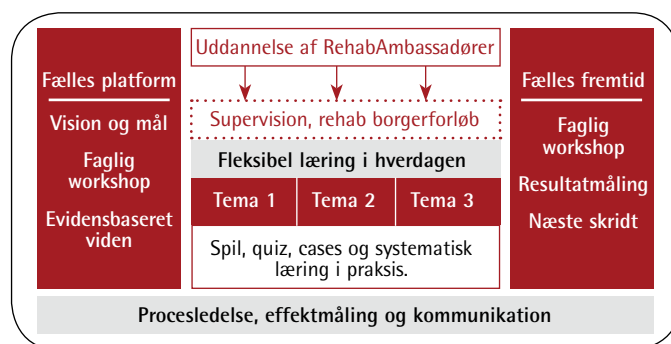 Fælles platform
Vision og mål
Faglig
workshop
Evidensbaseret
viden
Uddannelse af RehabAmbassadører
Supervision, rehab borgerforløb
Fleksibel læring i hverdagen
Tema 1
Tema 2
Tema 3
Spil, quiz, cases og systematisk
læring i praksis.
Fælles fremtid
Faglig
workshop
Resultatmåling
Næste skridt
Procesledelse, effektmåling og kommunikation